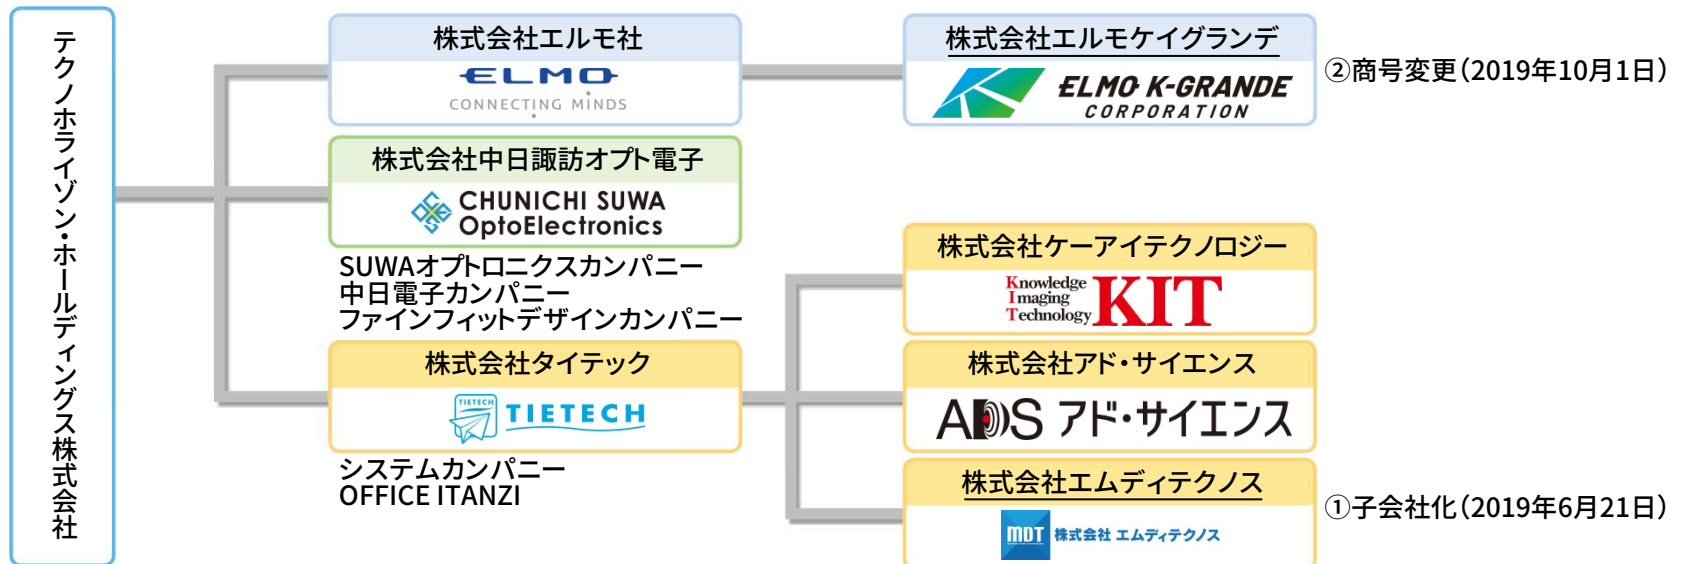 テクノホライゾン・ホールディングス株式会社
株式会社エルモ社
ELMO
CONNECTING MINDS
株式会社エルモケイグランデ
ELMO K-GRANDE
CORPORATION
②商号変更（2019年10月1日）
株式会社中日諏訪オプト電子
CHUNICHI SUWA
OptoElectronics
SUWAオプトロニクスカンパニー
中日電子カンパニー
ファインフィットデザインカンパニー
株式会社タイテック
TIETECH
TIETECH
システムカンパニー
OFFICE ITANZI
株式会社ケーアイテクノロジー
Knowledge
Imaging
Technology
KIT
株式会社アド・サイエンス
ADS アド・サイエンス
株式会社エムディテクノス
MDT 株式会社 エムディテクノス
①子会社化（2019年6月21日）